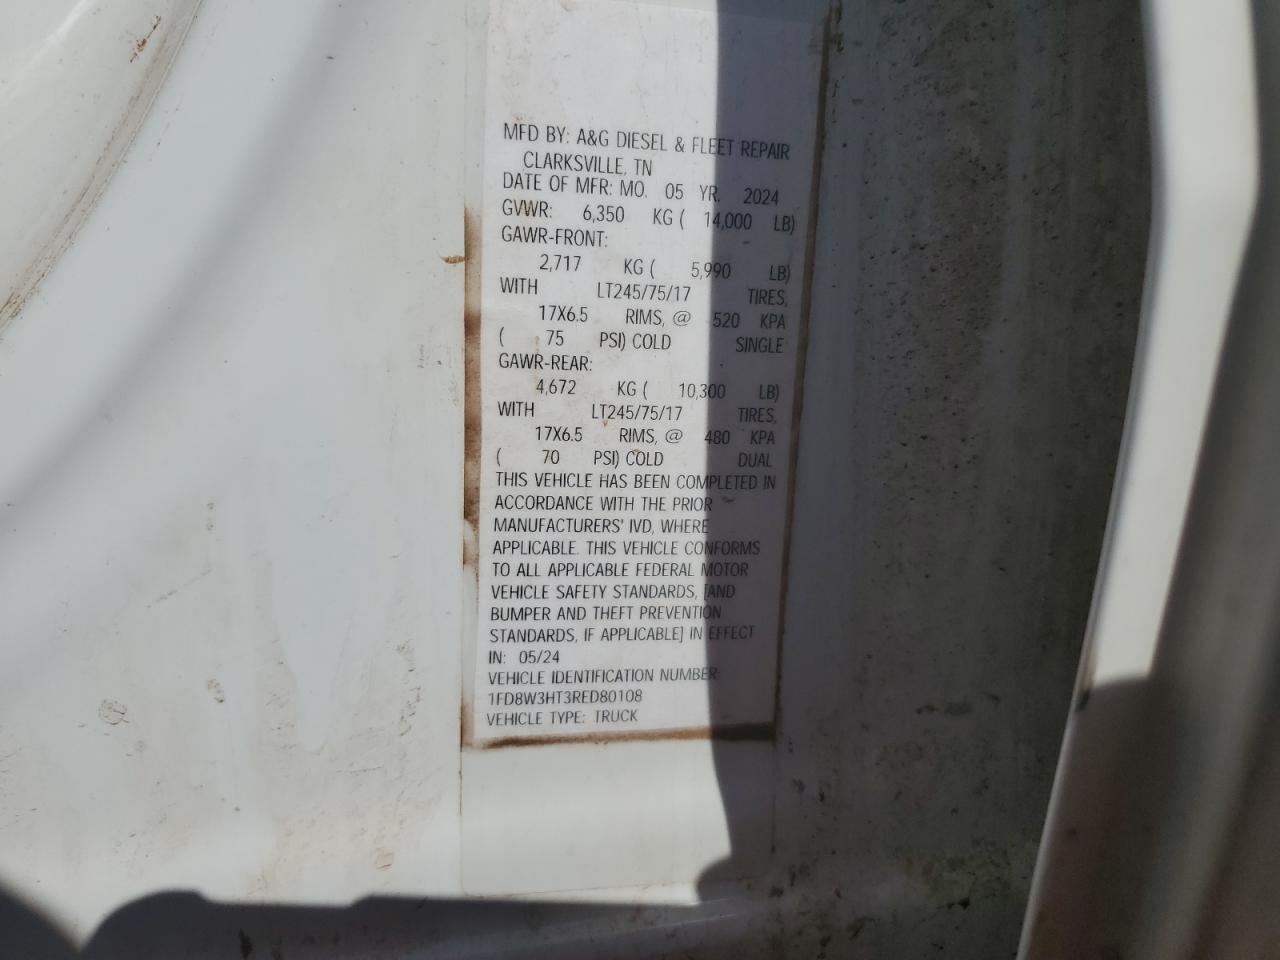 MFD BY: A&G DIESEL & FLEET REPAIR
CLARKSVILLE, TN
DATE OF MFR: MO. 05 YR. 2024
GVWR: 6,350 KG ( 14,000 LB)
GAWR-FRONT:
2,717 KG ( 5,990 LB)
WITH LT245/75/17 TIRES,
17X6.5 RIMS, @ 520 KPA
( 75 PSI) COLD SINGLE
GAWR-REAR:
4,672 KG ( 10,300 LB)
WITH LT245/75/17 TIRES,
17X6.5 RIMS, @ 480 KPA
( 70 PSI) COLD DUAL
THIS VEHICLE HAS BEEN COMPLETED IN
ACCORDANCE WITH THE PRIOR
MANUFACTURERS' IVD, WHERE
APPLICABLE. THIS VEHICLE CONFORMS
TO ALL APPLICABLE FEDERAL MOTOR
VEHICLE SAFETY STANDARDS, [AND
BUMPER AND THEFT PREVENTION
STANDARDS, IF APPLICABLE] IN EFFECT
IN: 05/24
VEHICLE IDENTIFICATION NUMBER:
1FD8W3HT3RED80108
VEHICLE TYPE: TRUCK